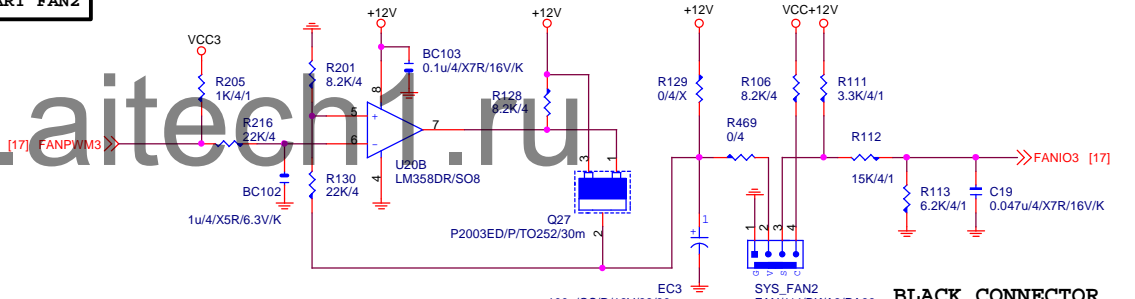 +12V
+12V
+12V
VCC+12V
VCC3
BC103
0.1u/4/X7R/16V/K
R205
1K/4/1
R201
8.2K/4
R128
8.2K/4
R129
0/4/X
R106
8.2K/4
R111
3.3K/4/1
.aitech1.ru
[17] FANPWM3
R216
22K/4
8
5
+
6
-
7
4
U20B
LM358DR/SO8
R469
0/4
R112
15K/4/1
FANIO3 [17]
BC102
1u/4/X5R/6.3V/K
R130
22K/4
3
1
Q27
P2003ED/P/TO252/30m
2
R113
6.2K/4/1
C19
0.047u/4/X7R/16V/K
1
+
1
2
3
4
G
V
S
C
EC3
SYS_FAN2
BLACK CONNECTOR